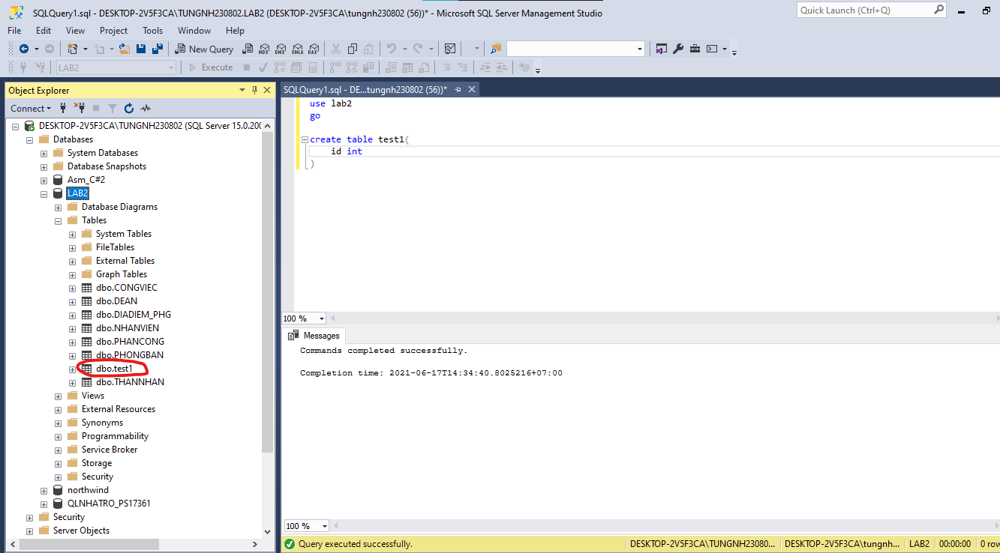 SQLQuery1.sql - DESKTOP-2V5F3CA\TUNGNH230802.LAB2 (DESKTOP-2V5F3CA\tungnh230802 (56))* - Microsoft SQL Server Management Studio
Quick Launch (Ctrl+Q)
File Edit View Project Tools Window Help
New Query MDX DMX XMLA DAX
LAB2 Execute
Object Explorer
Connect
DESKTOP-2V5F3CA\TUNGNH230802 (SQL Server 15.0.200
Databases
System Databases
Database Snapshots
Asm_C#2
LAB2
Database Diagrams
Tables
System Tables
FileTables
External Tables
Graph Tables
dbo.CONGVIEC
dbo.DEAN
dbo.DIADIEM_PHG
dbo.NHANVIEN
dbo.PHANCONG
dbo.PHONGBAN
dbo.test1
dbo.THANNHAN
Views
External Resources
Synonyms
Programmability
Service Broker
Storage
Security
northwind
QLNHATRO_PS17361
Security
Server Objects
SQLQuery1.sql - DE...tungnh230802 (56))*
use lab2
go
create table test1(
id int
)
100 %
Messages
Commands completed successfully.
Completion time: 2021-06-17T14:34:40.8025216+07:00
100 %
Query executed successfully. DESKTOP-2V5F3CA\TUNGNH23080... DESKTOP-2V5F3CA\tungnh... LAB2 00:00:00 0 row